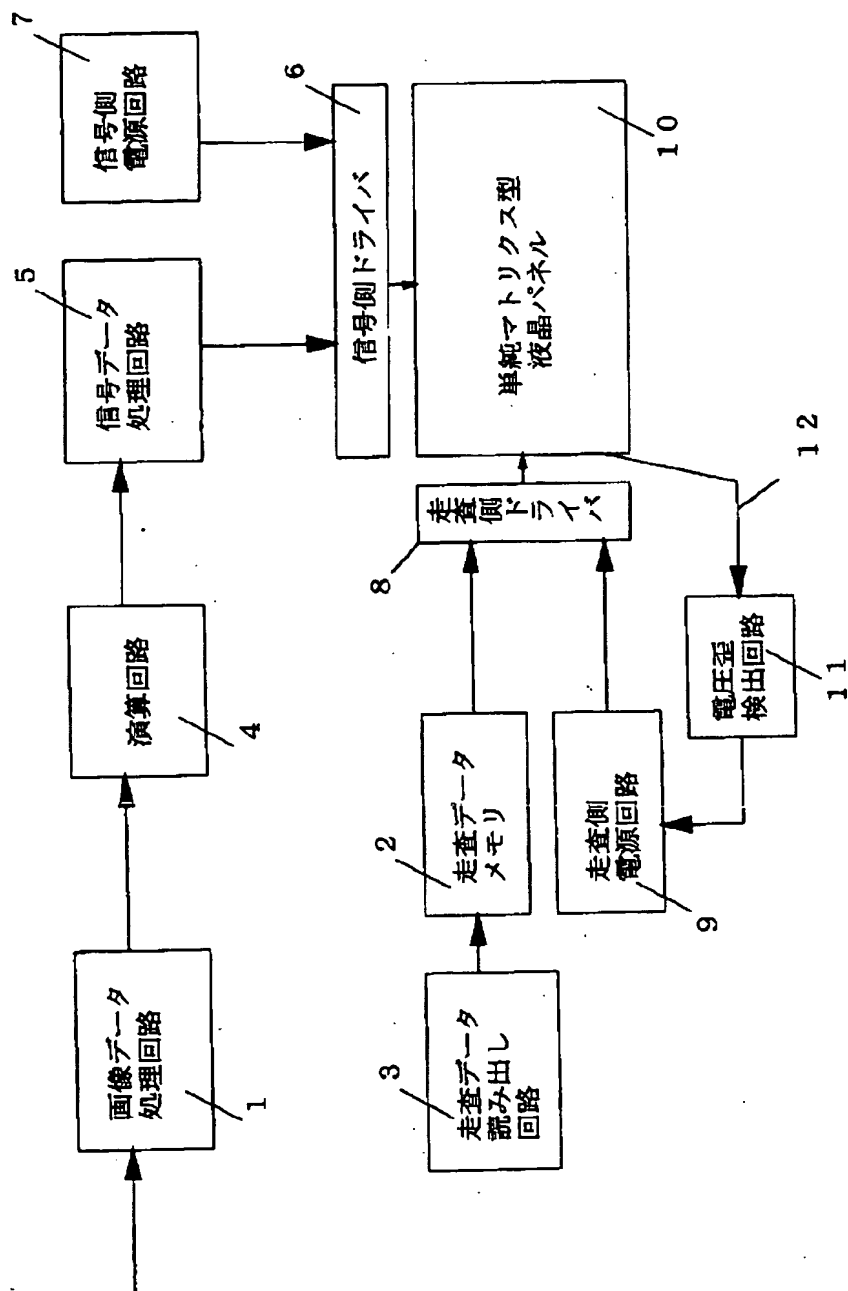 画像データ
処理回路
1
演算回路
4
信号データ
処理回路
5
信号側
電源回路
7
信号側ドライバ
6
走査データ
読み出し
回路
3
走査データ
メモリ
2
走査側
電源回路
9
走査側ドライバ
8
単純マトリクス型
液晶パネル
10
電圧歪
検出回路
11
12